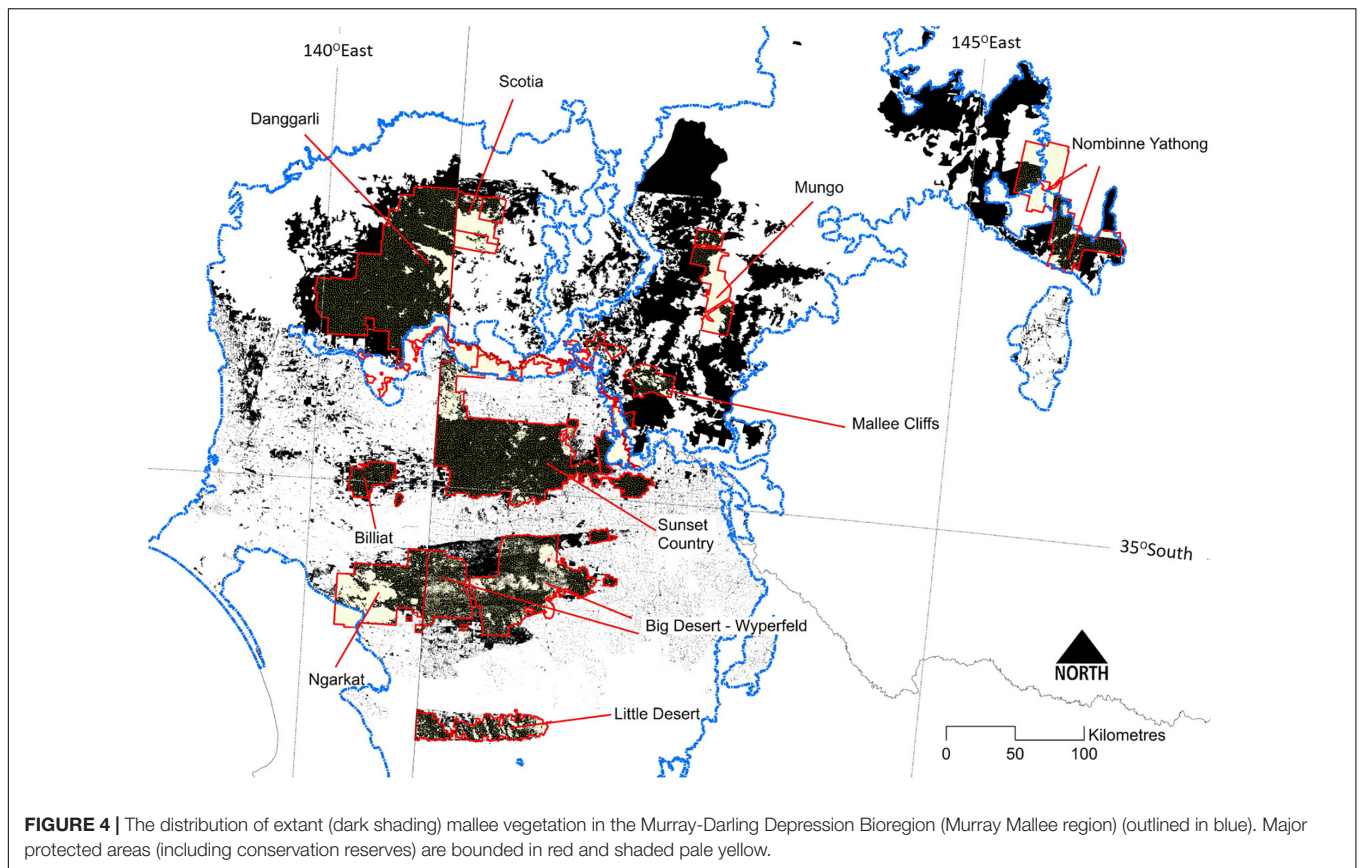 140°East
145°East
Scotia
Danggarli
Nombinne Yathong
Mungo
Mallee Cliffs
Sunset
Country
Billiat
35°South
Big Desert - Wyperfeld
Ngarkat
NORTH
Little Desert
Kilometres
0 50 100
FIGURE 4 | The distribution of extant (dark shading) mallee vegetation in the Murray-Darling Depression Bioregion (Murray Mallee region) (outlined in blue). Major
protected areas (including conservation reserves) are bounded in red and shaded pale yellow.